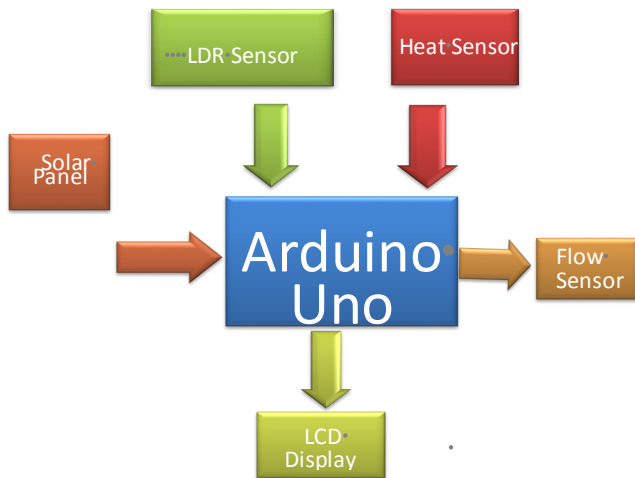 LDR Sensor
Heat Sensor
Solar
Panel
Arduino
Uno
Flow
Sensor
LCD
Display